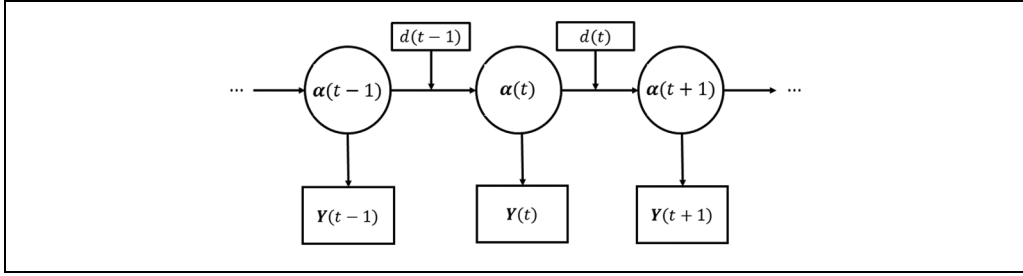 d(t − 1)
d(t)
⋯
α(t − 1)
α(t)
α(t + 1)
⋯
Y(t − 1)
Y(t)
Y(t + 1)